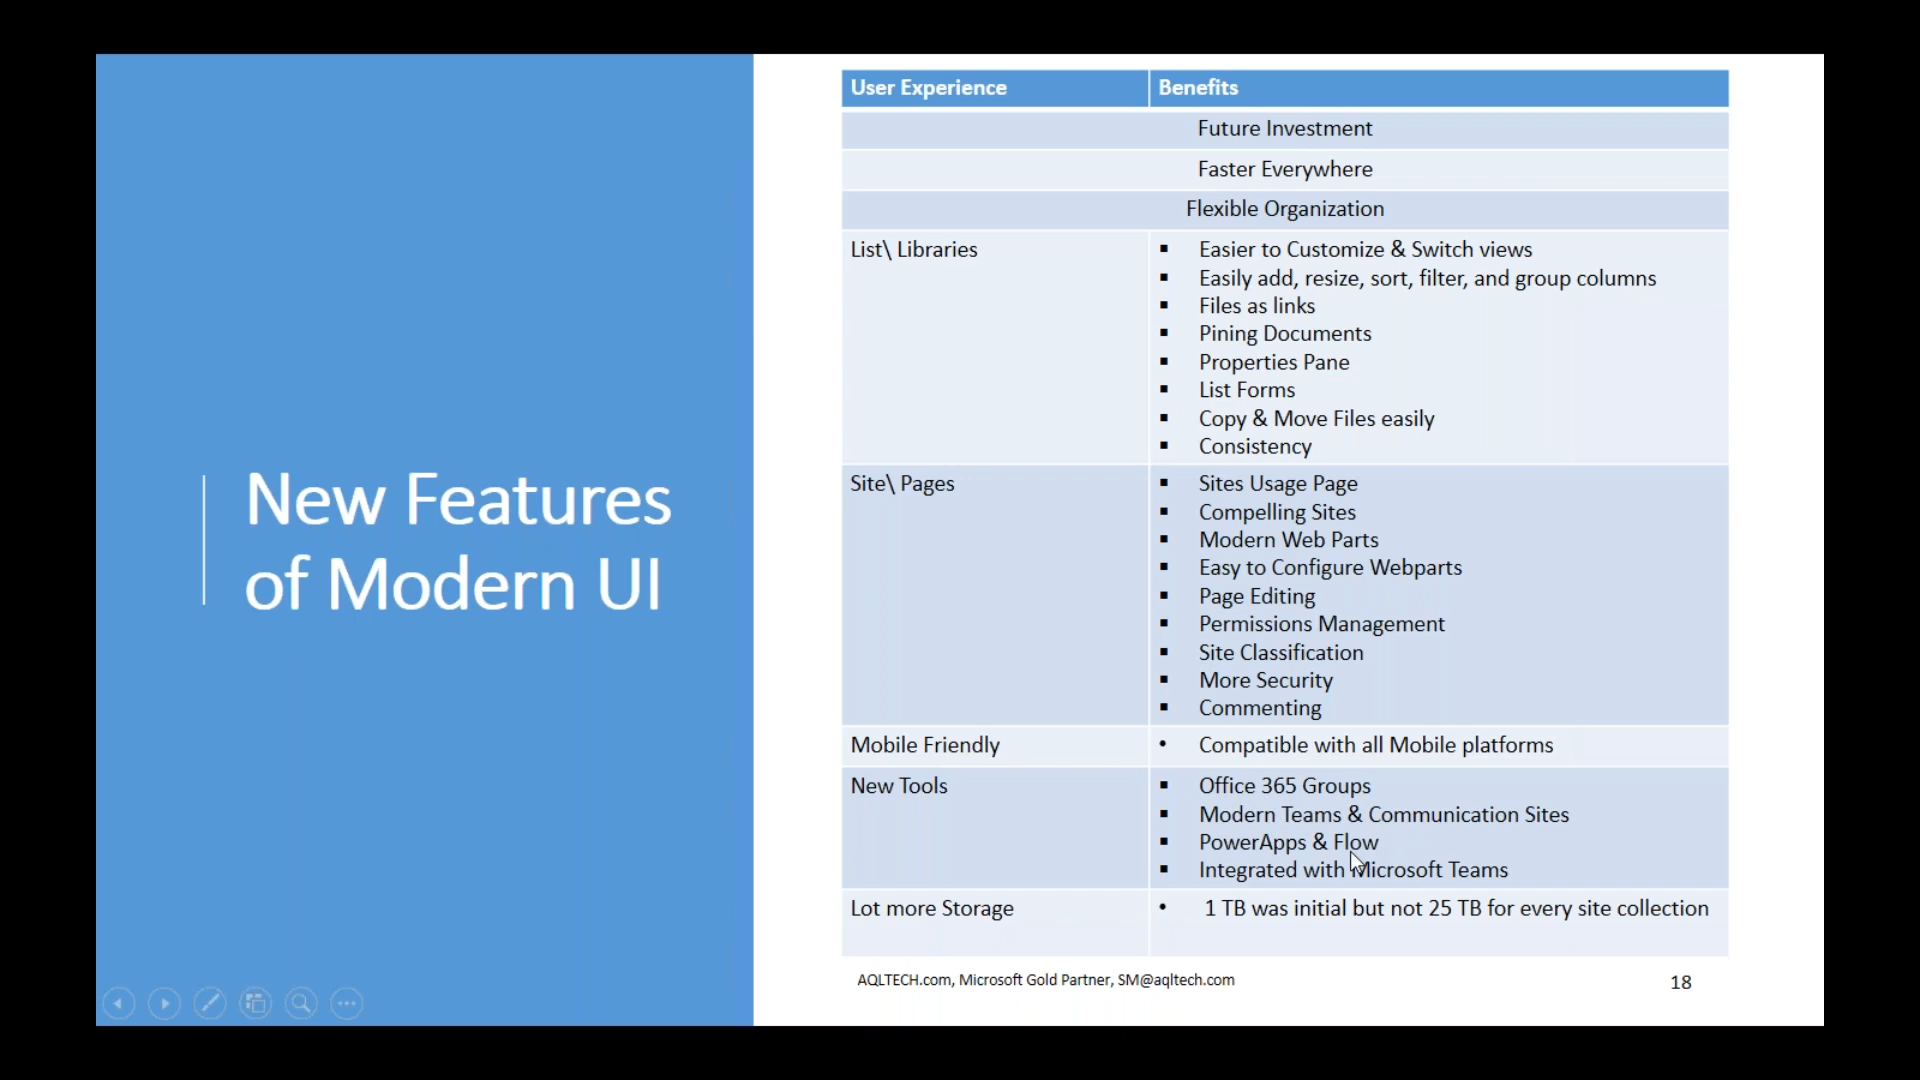 New Features
of Modern UI
User Experience
Benefits
Future Investment
Faster Everywhere
Flexible Organization
List\ Libraries
▪ Easier to Customize & Switch views
▪ Easily add, resize, sort, filter, and group columns
▪ Files as links
▪ Pining Documents
▪ Properties Pane
▪ List Forms
▪ Copy & Move Files easily
▪ Consistency
Site\ Pages
▪ Sites Usage Page
▪ Compelling Sites
▪ Modern Web Parts
▪ Easy to Configure Webparts
▪ Page Editing
▪ Permissions Management
▪ Site Classification
▪ More Security
▪ Commenting
Mobile Friendly
• Compatible with all Mobile platforms
New Tools
▪ Office 365 Groups
▪ Modern Teams & Communication Sites
▪ PowerApps & Flow
▪ Integrated with Microsoft Teams
Lot more Storage
• 1 TB was initial but not 25 TB for every site collection
AQLTECH.com, Microsoft Gold Partner, SM@aqltech.com
18